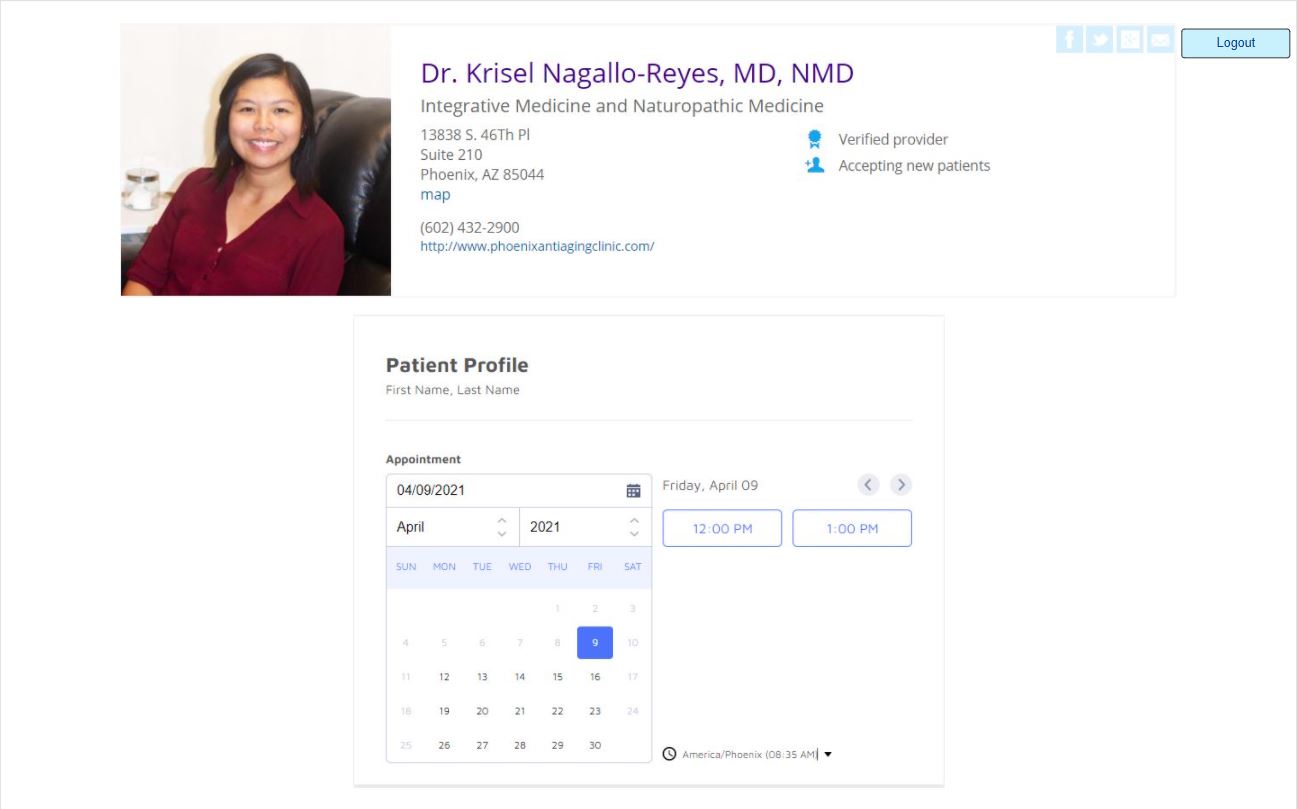 Logout
Dr. Krisel Nagallo-Reyes, MD, NMD
Integrative Medicine and Naturopathic Medicine
13838 S. 46Th Pl
Suite 210
Phoenix, AZ 85044
map
(602) 432-2900
http://www.phoenixantiagingclinic.com/
Verified provider
Accepting new patients
Patient Profile
First Name, Last Name
Appointment
04/09/2021
April 2021
SUN MON TUE WED THU FRI SAT
1 2 3
4 5 6 7 8 9 10
11 12 13 14 15 16 17
18 19 20 21 22 23 24
25 26 27 28 29 30
Friday, April 09
12:00 PM 1:00 PM
America/Phoenix (08:35 AM)